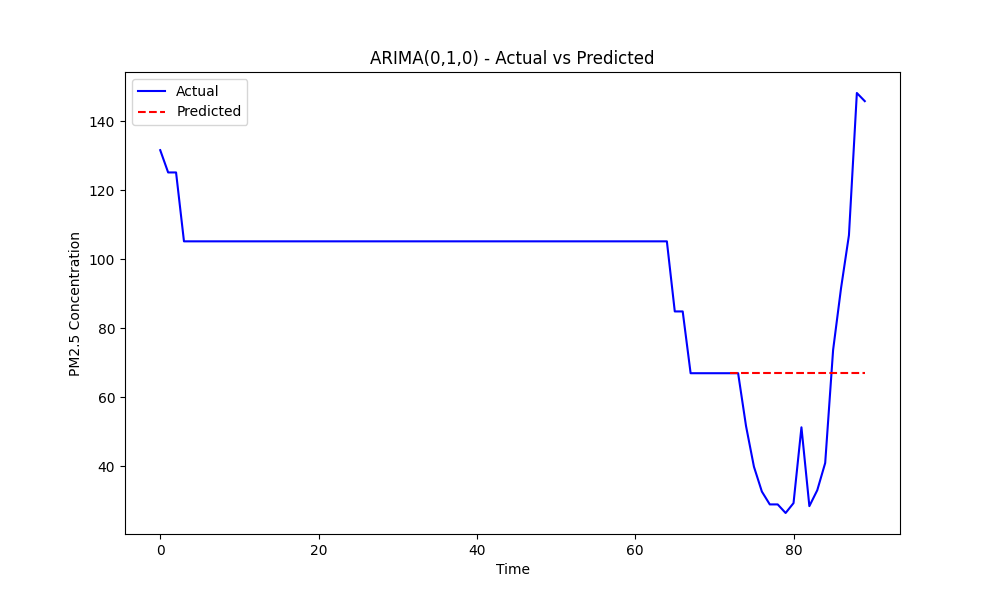 ARIMA(0,1,0) - Actual vs Predicted
Actual
Predicted
PM2.5 Concentration
140
120
100
80
60
40
0 20 40 60 80
Time